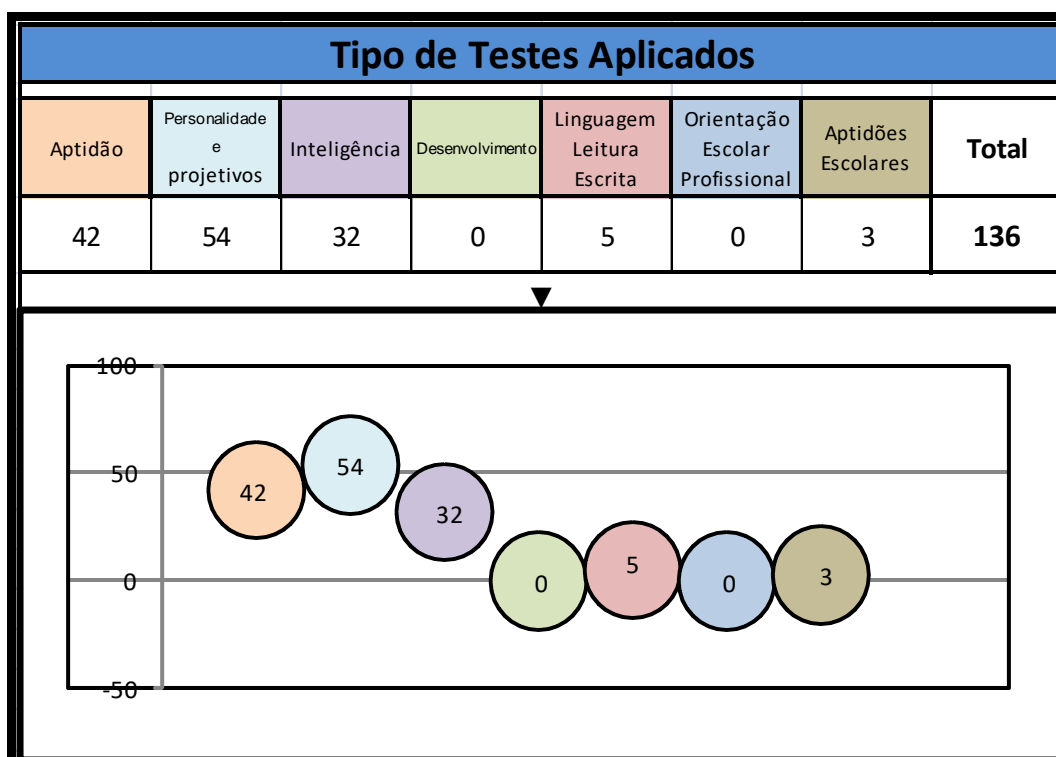 Tipo de Testes Aplicados
Aptidão
Personalidade
e
projetivos
Inteligência
Desenvolvimento
Linguagem
Leitura
Escrita
Orientação
Escolar
Profissional
Aptidões
Escolares
Total
42 54 32 0 5 0 3 136
100
50
0
-50
42
54
32
0
5
0
3